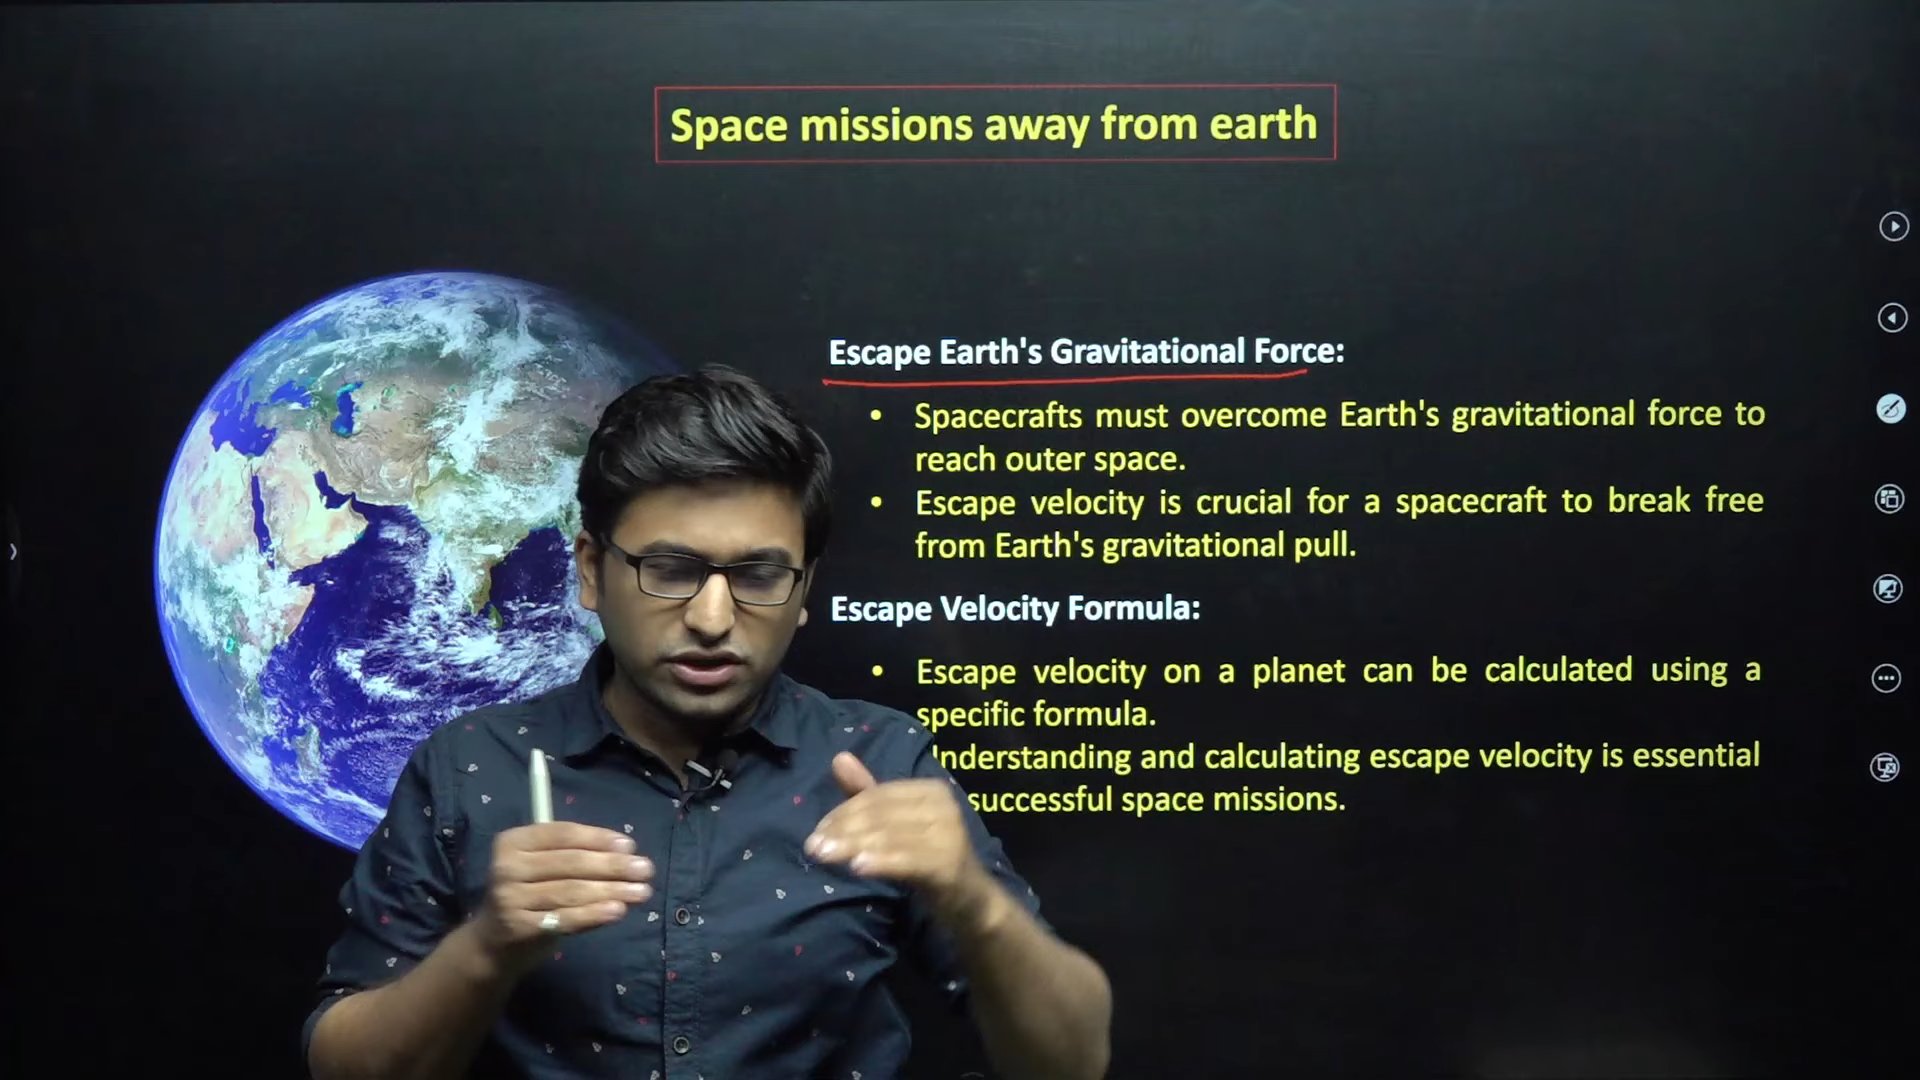 Space missions away from earth
Escape Earth's Gravitational Force:
• Spacecrafts must overcome Earth's gravitational force to
reach outer space.
• Escape velocity is crucial for a spacecraft to break free
from Earth's gravitational pull.
Escape Velocity Formula:
• Escape velocity on a planet can be calculated using a
specific formula.
Understanding and calculating escape velocity is essential
successful space missions.